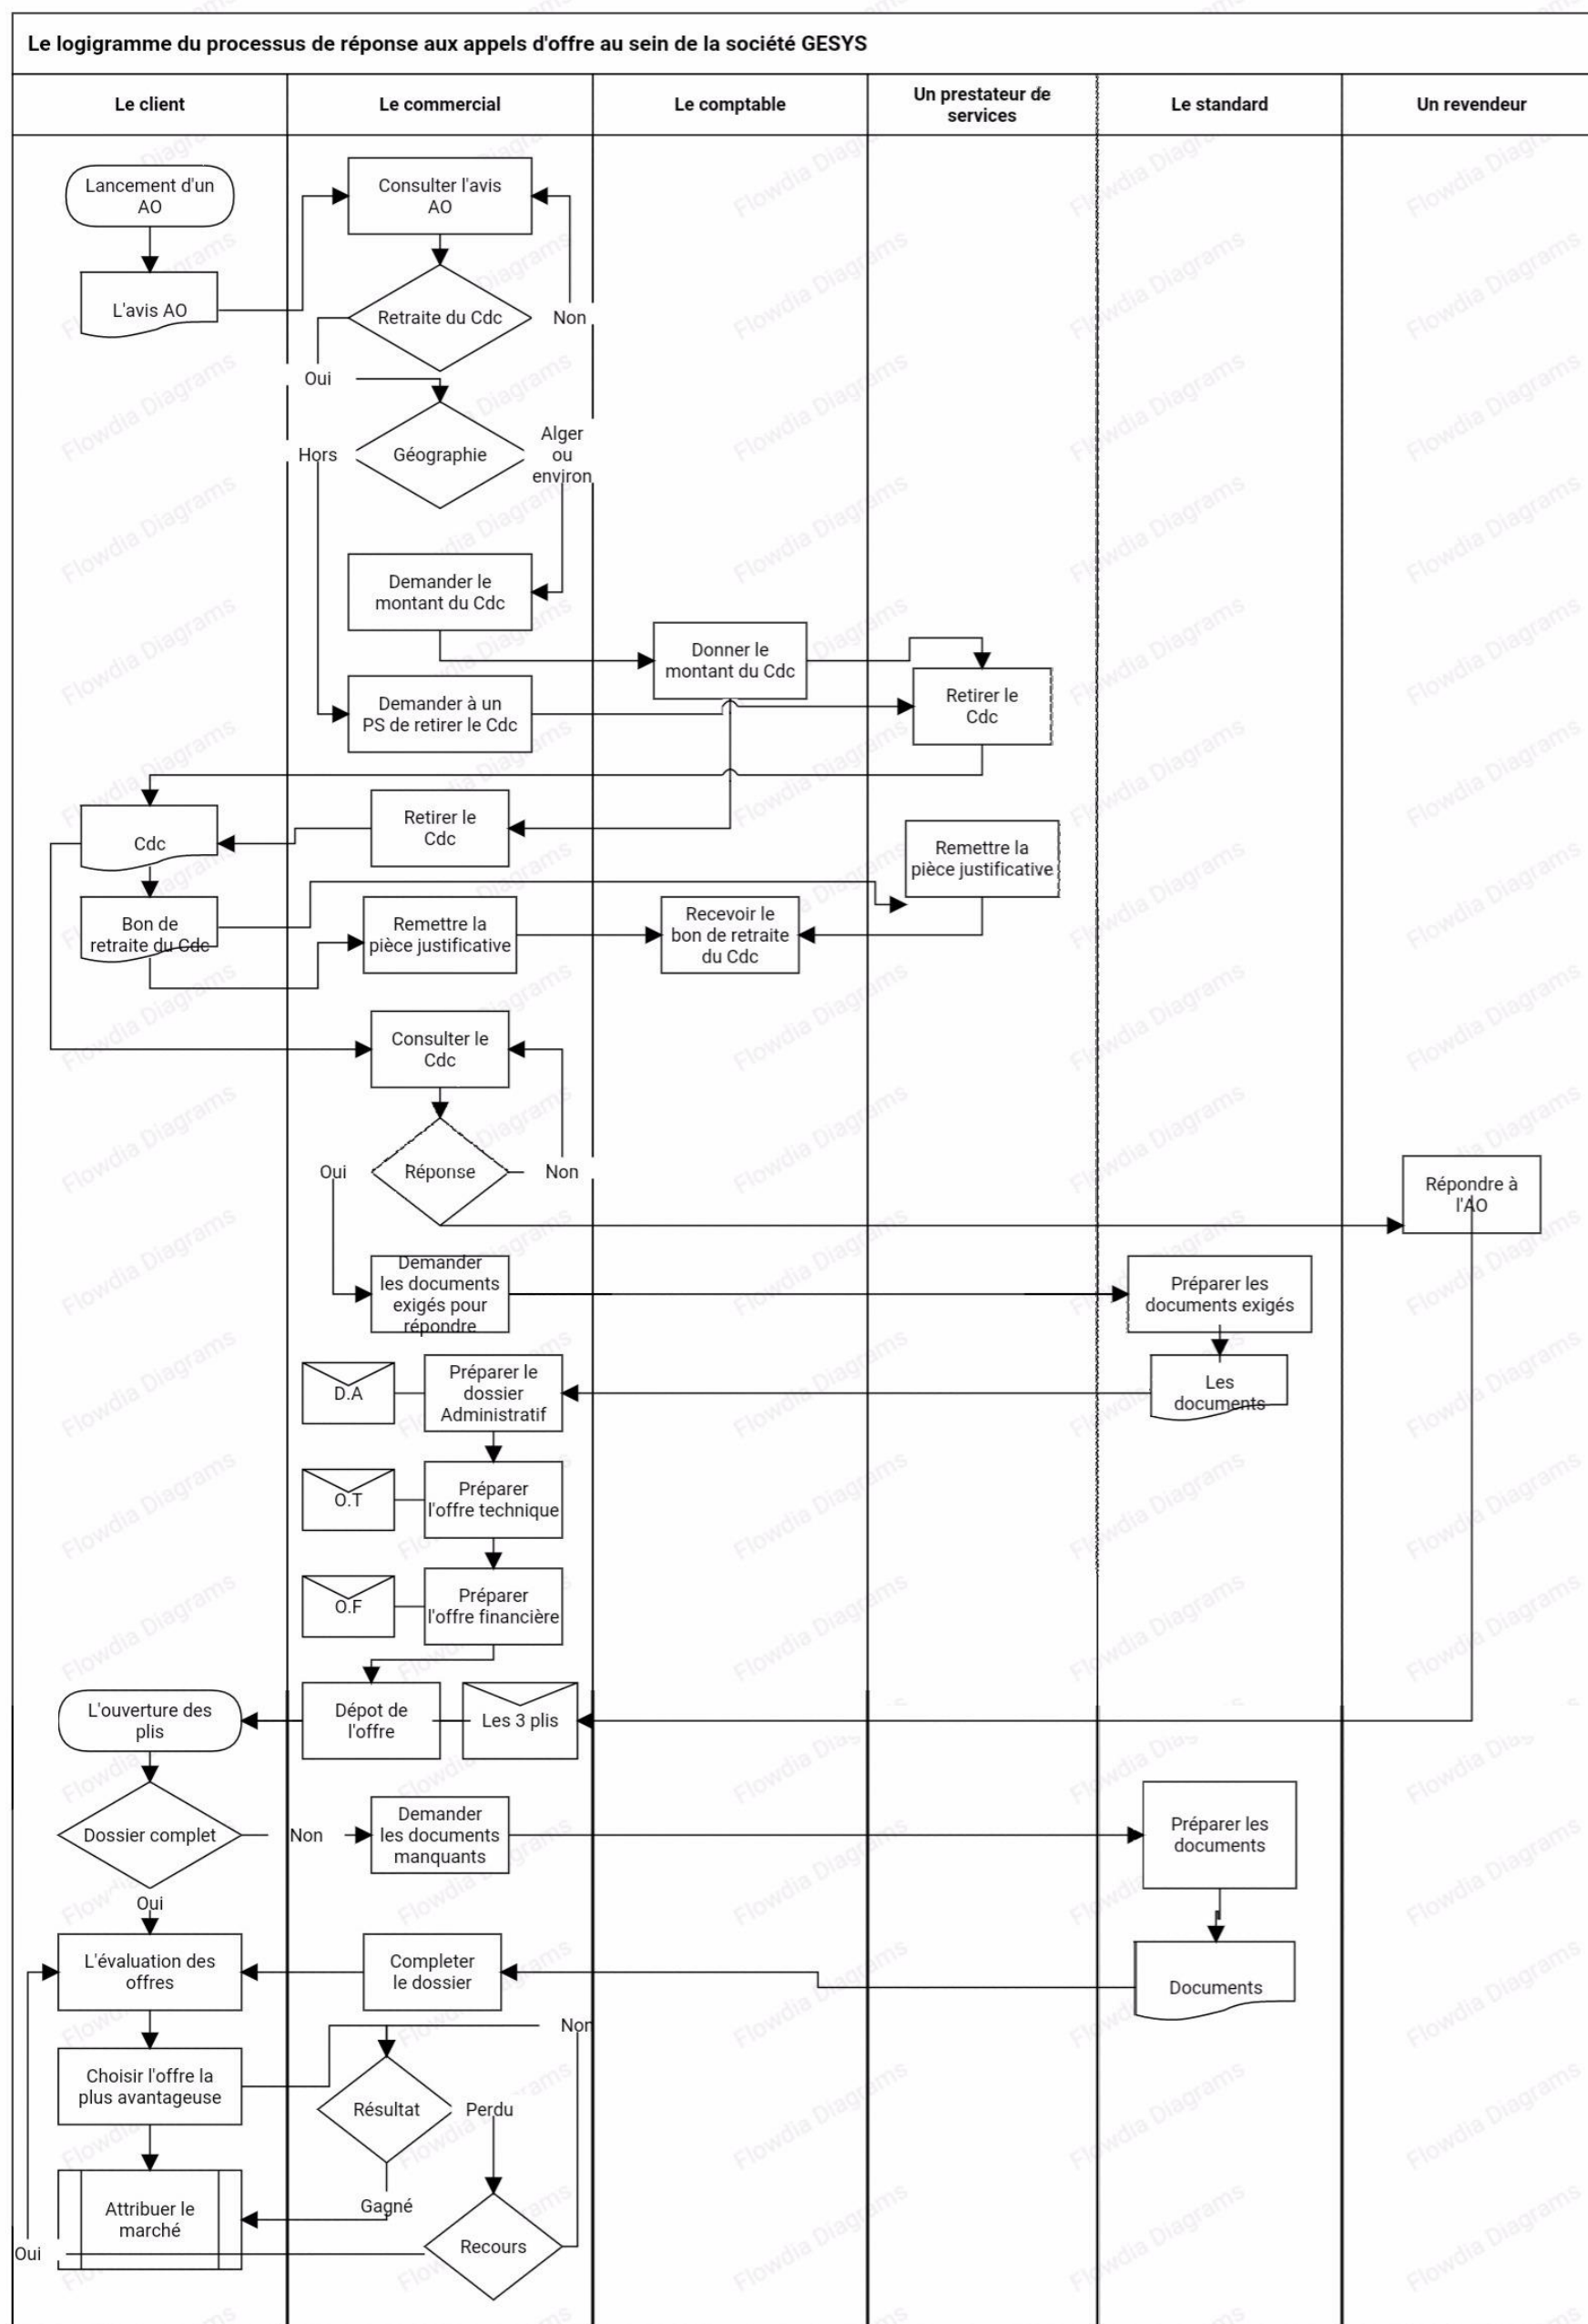 Le logigramme du processus de réponse aux appels d'offre au sein de la société GESYS
Le client
Le commercial
Le comptable
Un prestateur de
services
Le standard
Un revendeur
Lancement d'un
AO
Consulter l'avis
AO
L'avis AO
Retraite du Cdc
Non
Oui
Hors
Géographie
Alger
ou
environ
Demander le
montant du Cdc
Donner le
montant du Cdc
Demander à un
PS de retirer le Cdc
Retirer le
Cdc
Cdc
Retirer le
Cdc
Remettre la
pièce justificative
Bon de
retraite du Cdc
Remettre la
pièce justificative
Recevoir le
bon de retraite
du Cdc
Consulter le
Cdc
Oui
Réponse
Non
Répondre à
l'AO
Demander
les documents
exigés pour
répondre
Préparer les
documents exigés
D.A
Préparer le
dossier
Administratif
Les
documents
O.T
Préparer
l'offre technique
O.F
Préparer
l'offre financière
L'ouverture des
plis
Dépot de
l'offre
Les 3 plis
Dossier complet
Non
Demander
les documents
manquants
Préparer les
documents
Oui
L'évaluation des
offres
Completer
le dossier
Documents
Non
Choisir l'offre la
plus avantageuse
Résultat
Perdu
Attribuer le
marché
Gagné
Recours
Oui
Flowdia Diagrams